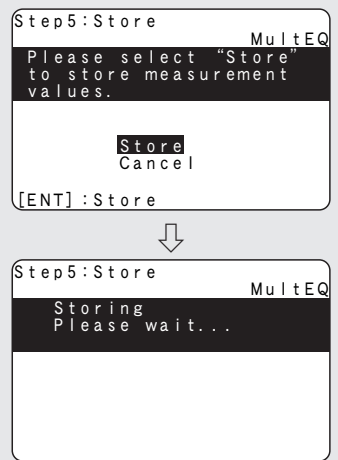 Step5:Store
MultEQ
Please select “Store”
to store measurement
values.
Store
Cancel
[ENT]:Store
Step5:Store
MultEQ
Storing
Please wait...